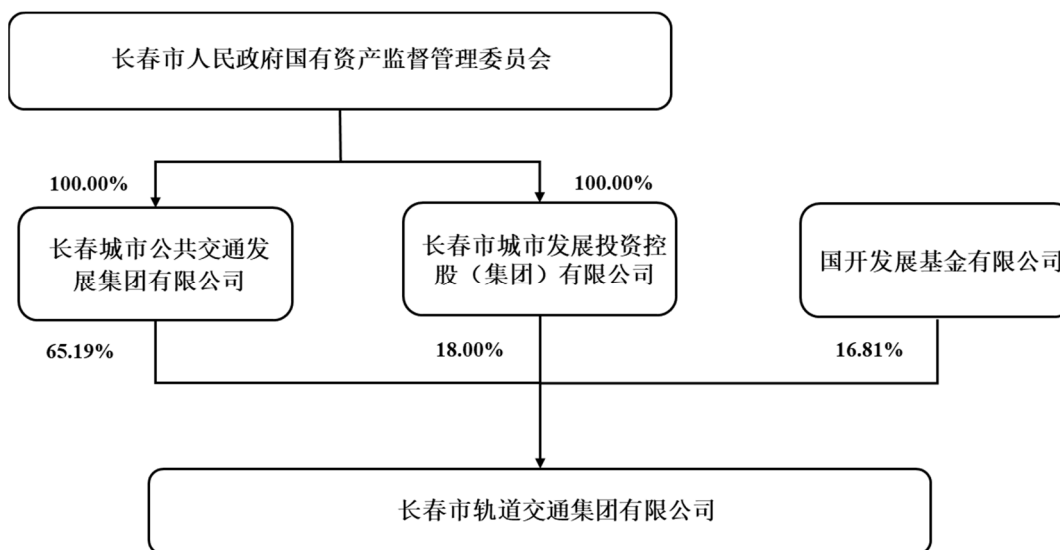 长春市人民政府国有资产监督管理委员会
100.00%
100.00%
长春城市公共交通发
展集团有限公司
长春市城市发展投资控
股（集团）有限公司
国开发展基金有限公司
65.19%
18.00%
16.81%
长春市轨道交通集团有限公司